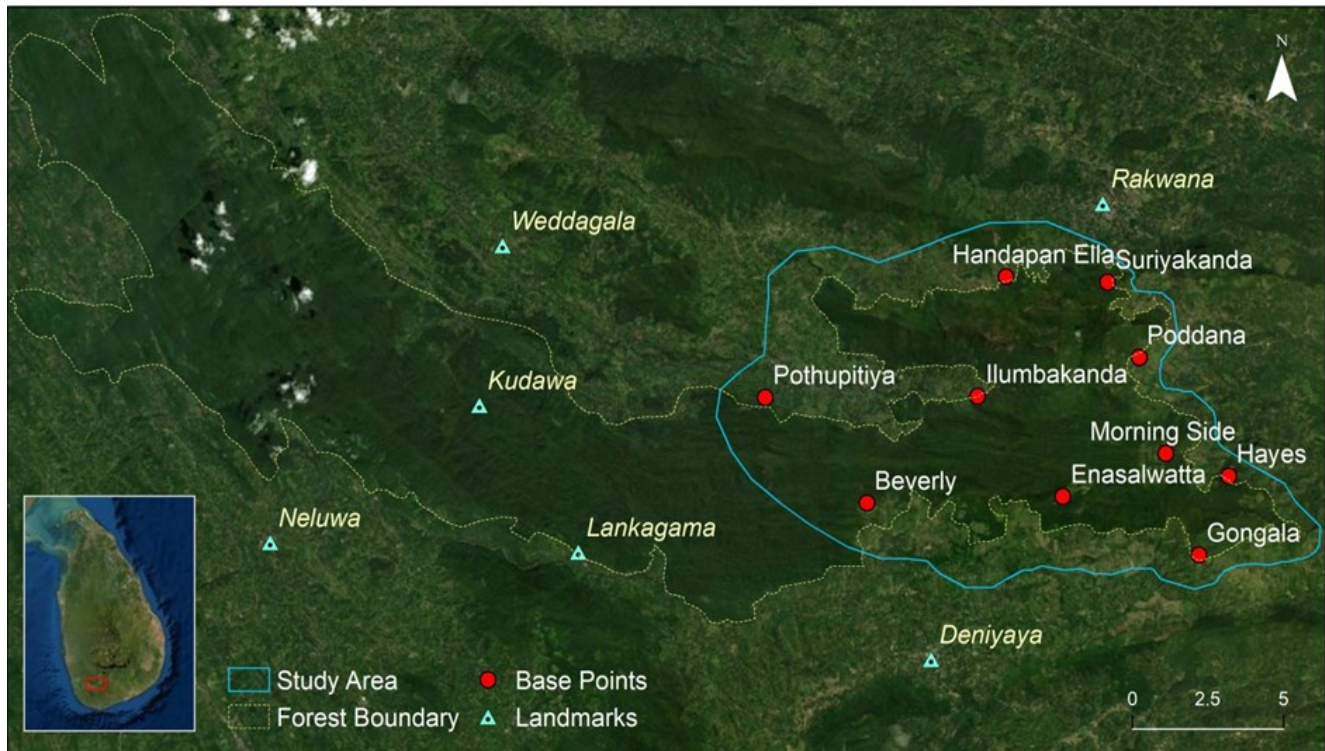 N
Rakwana
Weddagala
Handapan Ella
Suriyakanda
Poddana
Pothupitiya
Ilumbakanda
Kudawa
Morning Side
Hayes
Enasalwatta
Beverly
Neluwa
Lankagama
Gongala
Deniyaya
Study Area
Base Points
Forest Boundary
Landmarks
0 2.5 5